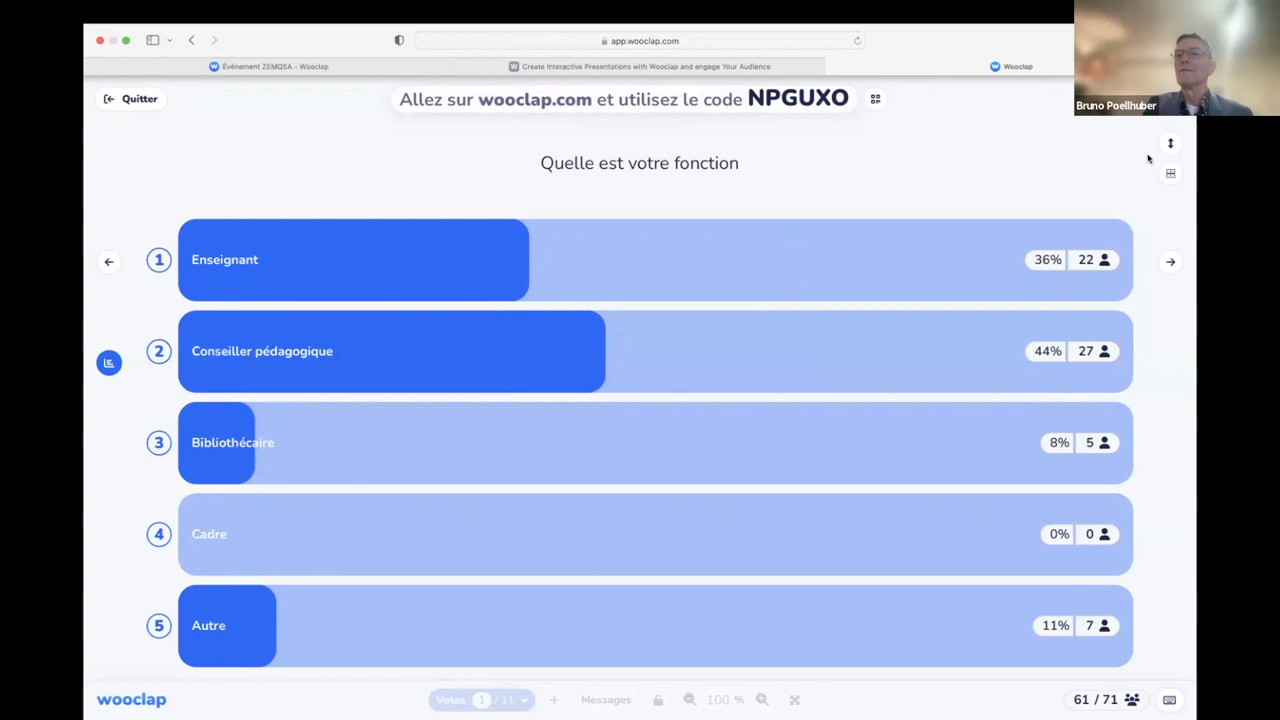 app.wooclap.com
Événement ZEMQSA - Wooclap
Create Interactive Presentations with Wooclap and engage Your Audience
Wooclap
Bruno Poellhuber
Quitter
Allez sur wooclap.com et utilisez le code NPGUXO
Quelle est votre fonction
1 Enseignant 36% 22
2 Conseiller pédagogique 44% 27
3 Bibliothécaire 8% 5
4 Cadre 0% 0
5 Autre 11% 7
wooclap
Votes 1 / 11
Messages
100 %
61 / 71